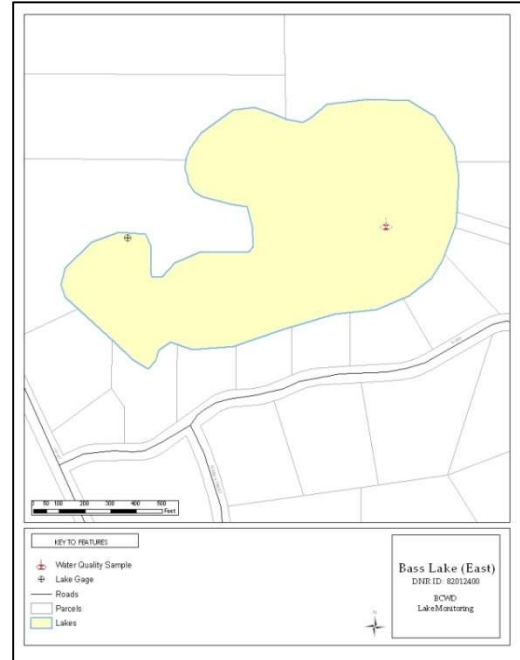 0 50 100 200 300 400 500
Feet
KEY TO FEATURES
Water Quality Sample
Lake Gage
Roads
Parcels
Lakes
N
Bass Lake (East)
DNR ID: 82012400
BCWD
Lake Monitoring